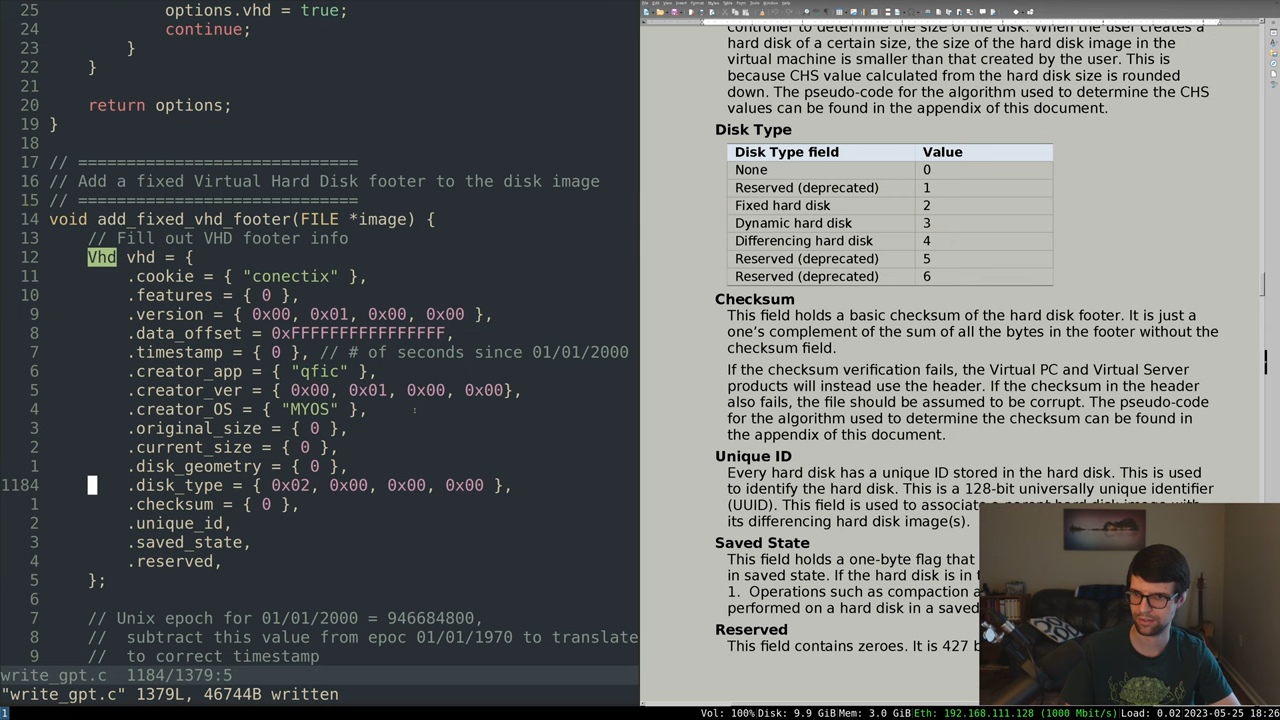 25 options.vhd = true;
24 continue;
23 }
22 }
21
20 return options;
19 }
18
17 // =============================
16 // Add a fixed Virtual Hard Disk footer to the disk image
15 // =============================
14 void add_fixed_vhd_footer(FILE *image) {
13 // Fill out VHD footer info
12 Vhd vhd = {
11 .cookie = { "conectix" },
10 .features = { 0 },
9 .version = { 0x00, 0x01, 0x00, 0x00 },
8 .data_offset = 0xFFFFFFFFFFFFFFFF,
7 .timestamp = { 0 }, // # of seconds since 01/01/2000
6 .creator_app = { "qfic" },
5 .creator_ver = { 0x00, 0x01, 0x00, 0x00},
4 .creator_OS = { "MYOS" },
3 .original_size = { 0 },
2 .current_size = { 0 },
1 .disk_geometry = { 0 },
1184 .disk_type = { 0x02, 0x00, 0x00, 0x00 },
1 .checksum = { 0 },
2 .unique_id,
3 .saved_state,
4 .reserved,
5 };
6
7 // Unix epoch for 01/01/2000 = 946684800,
8 // subtract this value from epoc 01/01/1970 to translate
9 // to correct timestamp
write_gpt.c 1184/1379:5
"write_gpt.c" 1379L, 46744B written
controller to determine the size of the disk. When the user creates a
hard disk of a certain size, the size of the hard disk image in the
virtual machine is smaller than that created by the user. This is
because CHS value calculated from the hard disk size is rounded
down. The pseudo-code for the algorithm used to determine the CHS
values can be found in the appendix of this document.
Disk Type
Disk Type field Value
None 0
Reserved (deprecated) 1
Fixed hard disk 2
Dynamic hard disk 3
Differencing hard disk 4
Reserved (deprecated) 5
Reserved (deprecated) 6
Checksum
This field holds a basic checksum of the hard disk footer. It is just a
one's complement of the sum of all the bytes in the footer without the
checksum field.
If the checksum verification fails, the Virtual PC and Virtual Server
products will instead use the header. If the checksum in the header
also fails, the file should be assumed to be corrupt. The pseudo-code
for the algorithm used to determine the checksum can be found in
the appendix of this document.
Unique ID
Every hard disk has a unique ID stored in the hard disk. This is used
to identify the hard disk. This is a 128-bit universally unique identifier
(UUID). This field is used to associate a parent hard disk image with
its differencing hard disk image(s).
Saved State
This field holds a one-byte flag that
in saved state. If the hard disk is in
1. Operations such as compaction
performed on a hard disk in a saved
Reserved
This field contains zeroes. It is 427
1 Vol: 100% Disk: 9.9 GiB Mem: 3.0 GiB Eth: 192.168.111.128 (1000 Mbit/s) Load: 0.02 2023-05-25 18:26